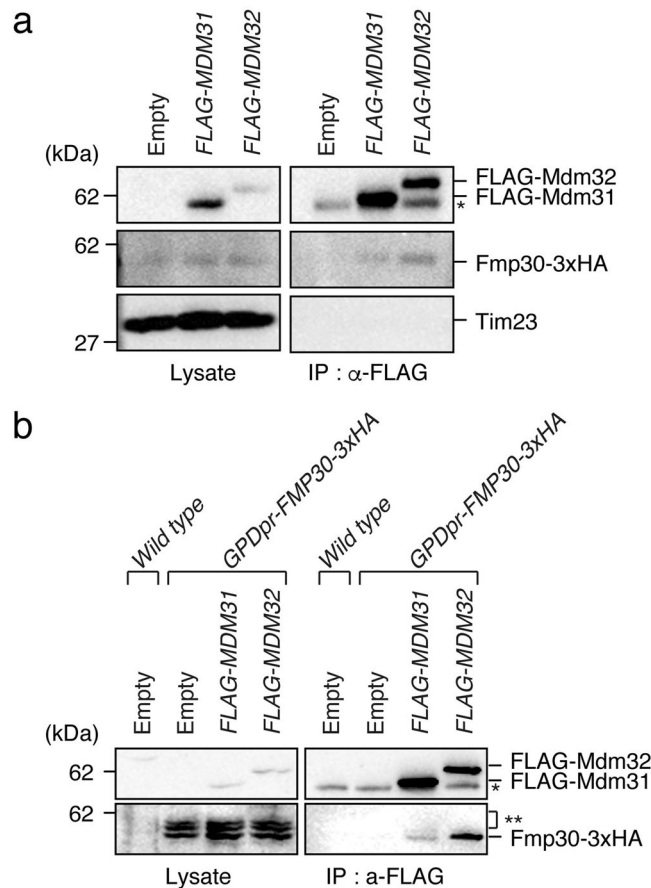 a
Empty
FLAG-MDM31
FLAG-MDM32
Empty
FLAG-MDM31
FLAG-MDM32
(kDa)
62
FLAG-Mdm32
FLAG-Mdm31
*
62
Fmp30-3xHA
27
Tim23
Lysate
IP : α-FLAG
b
Wild type
GPDpr-FMP30-3xHA
Wild type
GPDpr-FMP30-3xHA
Empty
Empty
FLAG-MDM31
FLAG-MDM32
Empty
Empty
FLAG-MDM31
FLAG-MDM32
(kDa)
62
FLAG-Mdm32
FLAG-Mdm31
*
62
**
Fmp30-3xHA
Lysate
IP : a-FLAG